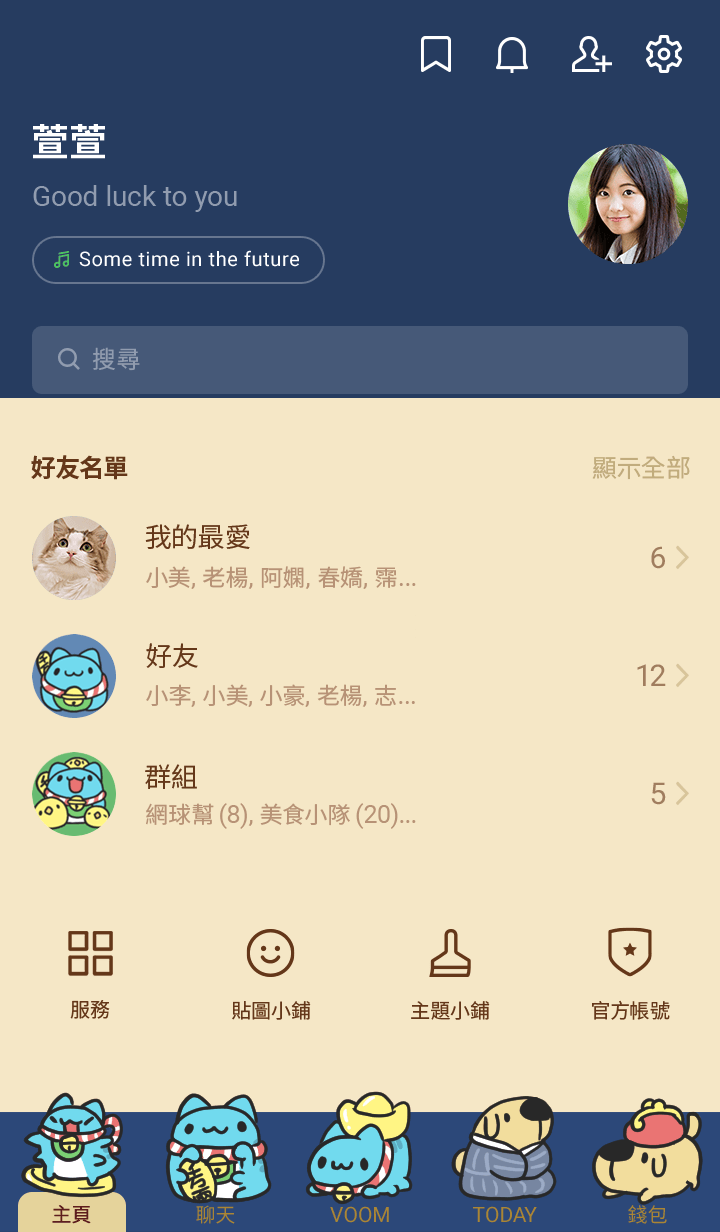 萱萱
Good luck to you
Some time in the future
搜尋
好友名單
顯示全部
我的最愛
小美, 老楊, 阿嫻, 春嬌, 霈...
6
好友
小李, 小美, 小豪, 老楊, 志...
12
群組
網球幫 (8), 美食小隊 (20)...
5
服務
貼圖小鋪
主題小鋪
官方帳號
主頁
聊天
VOOM
TODAY
錢包